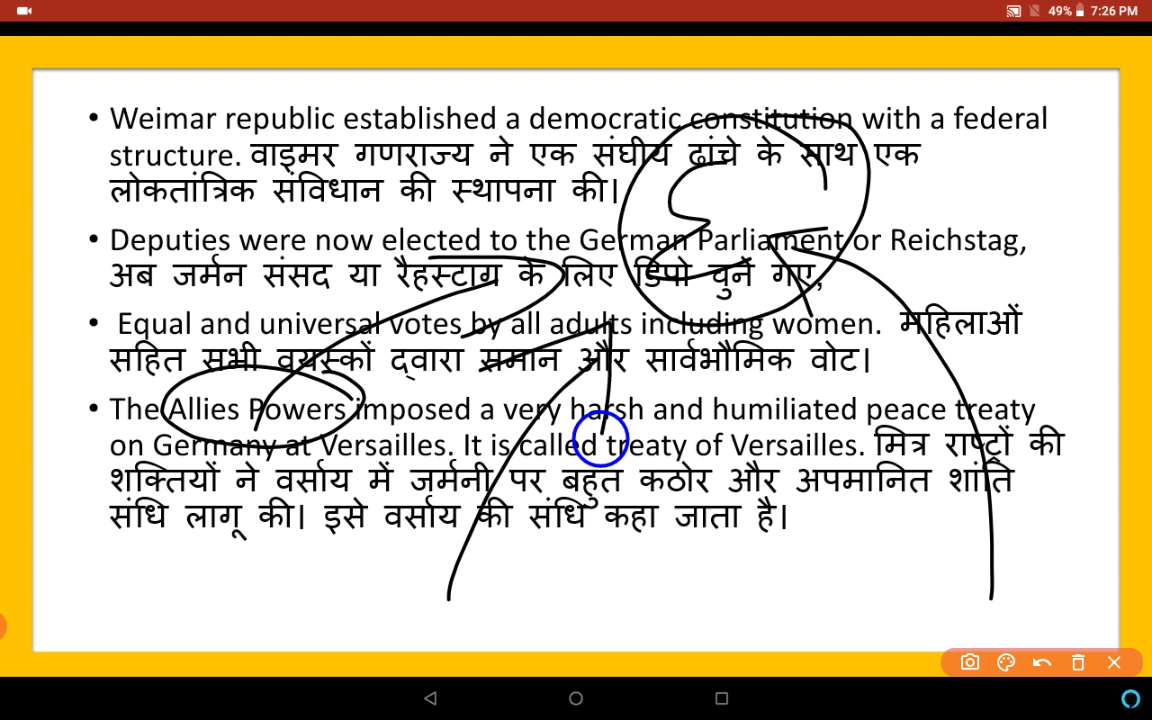 49% 7:26 PM
• Weimar republic established a democratic constitution with a federal
structure. वाइमर गणराज्य ने एक संघीय ढांचे के साथ एक
लोकतांत्रिक संविधान की स्थापना की।
• Deputies were now elected to the German Parliament or Reichstag,
अब जर्मन संसद या रैहस्टाग के लिए डिपो चुने गए,
• Equal and universal votes by all adults including women. महिलाओं
सहित सभी वयस्कों द्वारा समान और सार्वभौमिक वोट।
• The Allies Powers imposed a very harsh and humiliated peace treaty
on Germany at Versailles. It is called treaty of Versailles. मित्र राष्ट्रों की
शक्तियों ने वर्साय में जर्मनी पर बहुत कठोर और अपमानित शांति
संधि लागू की। इसे वर्साय की संधि कहा जाता है।